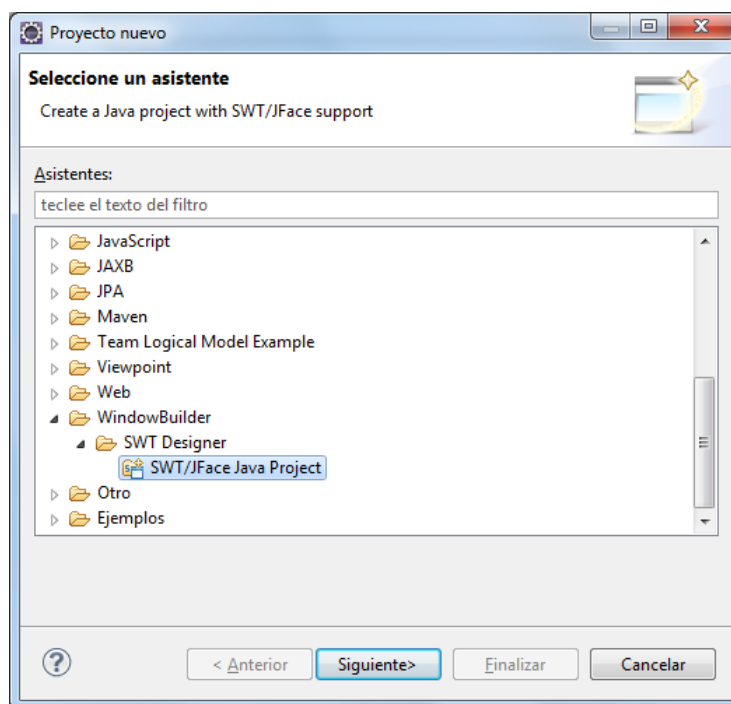 Proyecto nuevo
Seleccione un asistente
Create a Java project with SWT/JFace support
Asistentes:
teclee el texto del filtro
JavaScript
JAXB
JPA
Maven
Team Logical Model Example
Viewpoint
Web
WindowBuilder
SWT Designer
SWT/JFace Java Project
Otro
Ejemplos
< Anterior Siguiente> Finalizar Cancelar